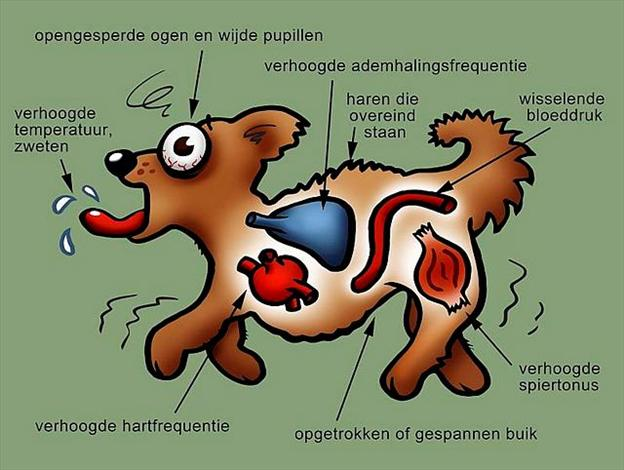 opengesperde ogen en wijde pupillen
verhoogde ademhalingsfrequentie
verhoogde
temperatuur,
zweten
haren die
overeind
staan
wisselende
bloeddruk
verhoogde
spiertonus
verhoogde hartfrequentie
opgetrokken of gespannen buik